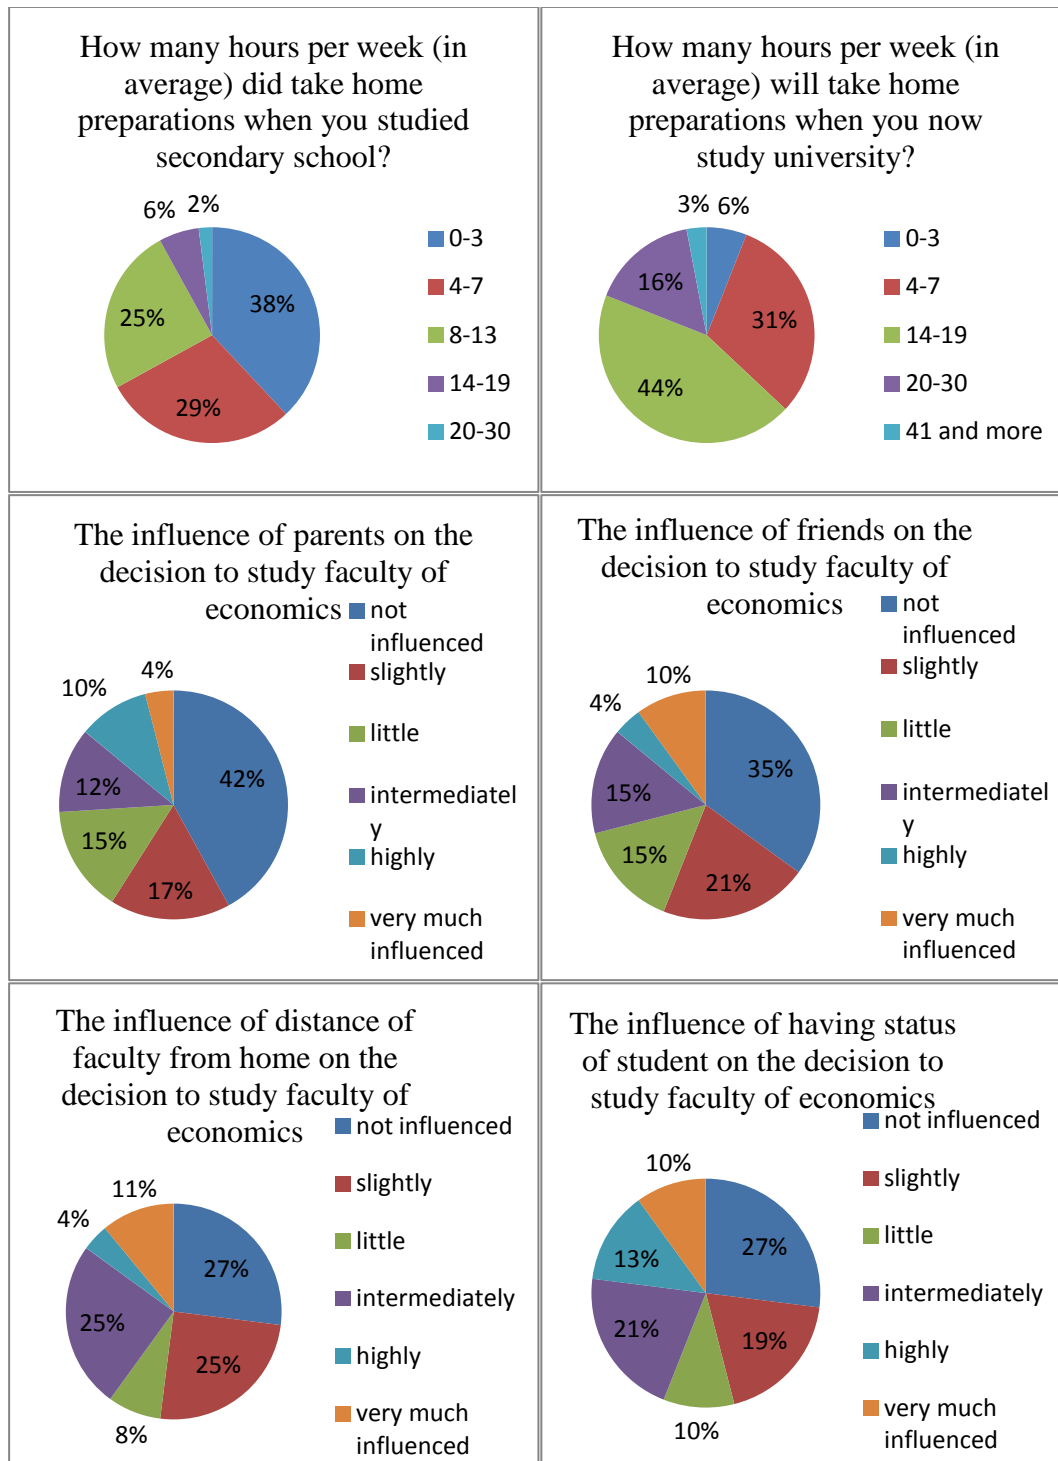 How many hours per week (in
average) did take home
preparations when you studied
secondary school?
6%
2%
38%
25%
29%
0-3
4-7
8-13
14-19
20-30
How many hours per week (in
average) will take home
preparations when you now
study university?
3%
6%
16%
31%
44%
0-3
4-7
14-19
20-30
41 and more
The influence of parents on the
decision to study faculty of
economics
4%
10%
42%
12%
15%
17%
not
influenced
slightly
little
intermediatel
y
highly
very much
influenced
The influence of friends on the
decision to study faculty of
economics
10%
4%
35%
15%
15%
21%
not
influenced
slightly
little
intermediatel
y
highly
very much
influenced
The influence of distance of
faculty from home on the
decision to study faculty of
economics
11%
4%
27%
25%
25%
8%
not influenced
slightly
little
intermediately
highly
very much
influenced
The influence of having status
of student on the decision to
study faculty of economics
10%
13%
27%
21%
19%
10%
not influenced
slightly
little
intermediately
highly
very much
influenced